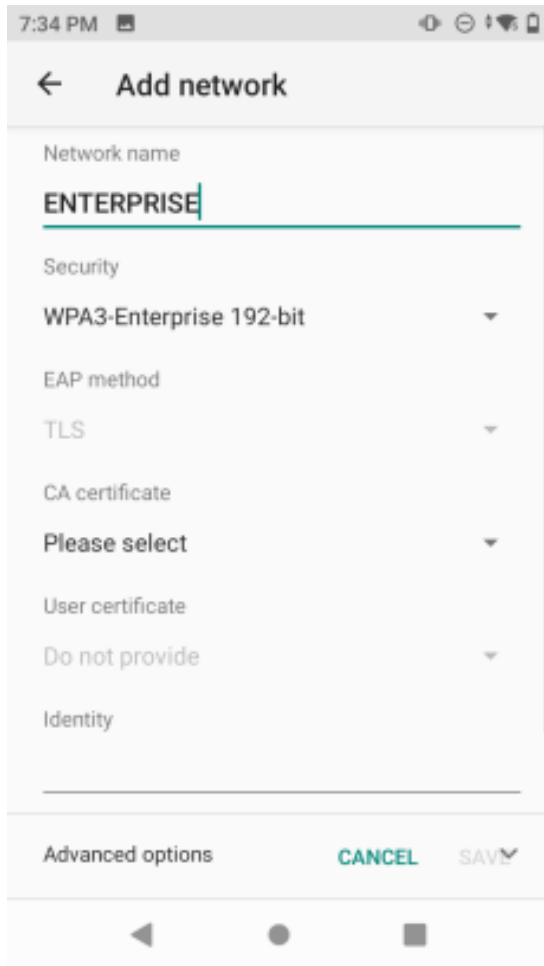 7:34 PM
Add network
Network name
ENTERPRISE
Security
WPA3-Enterprise 192-bit
EAP method
TLS
CA certificate
Please select
User certificate
Do not provide
Identity
Advanced options
CANCEL
SAVE